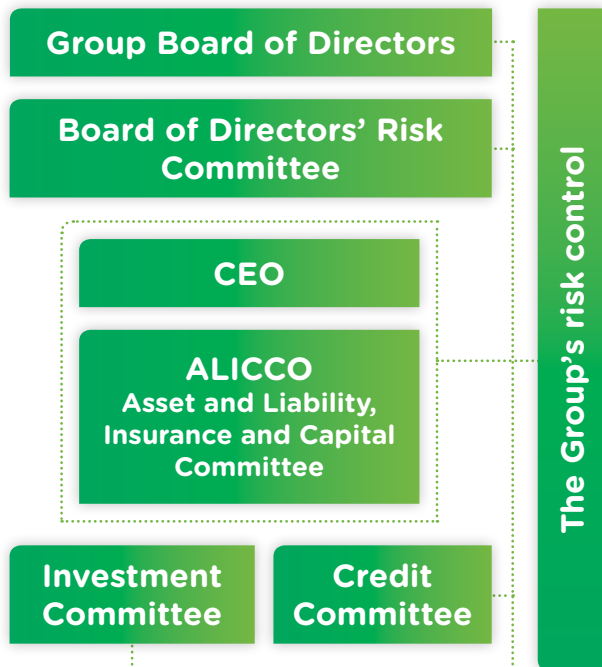 Group Board of Directors
Board of Directors’ Risk
Committee
CEO
ALICCO
Asset and Liability,
Insurance and Capital
Committee
Investment
Committee
Credit
Committee
The Group’s risk control